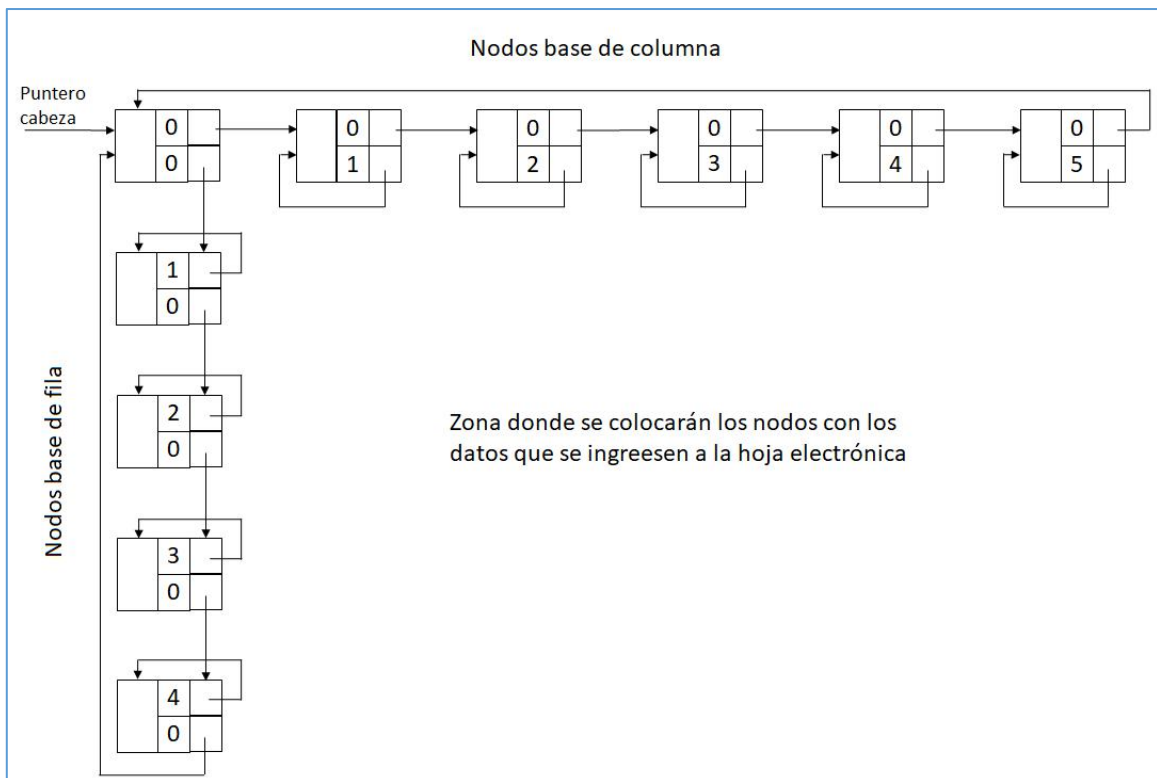 Nodos base de columna
Puntero
cabeza
0 0 0 0 0 0
0 1 2 3 4 5
1
0
2
0
Nodos base de fila
Zona donde se colocarán los nodos con los
datos que se ingreesen a la hoja electrónica
3
0
4
0